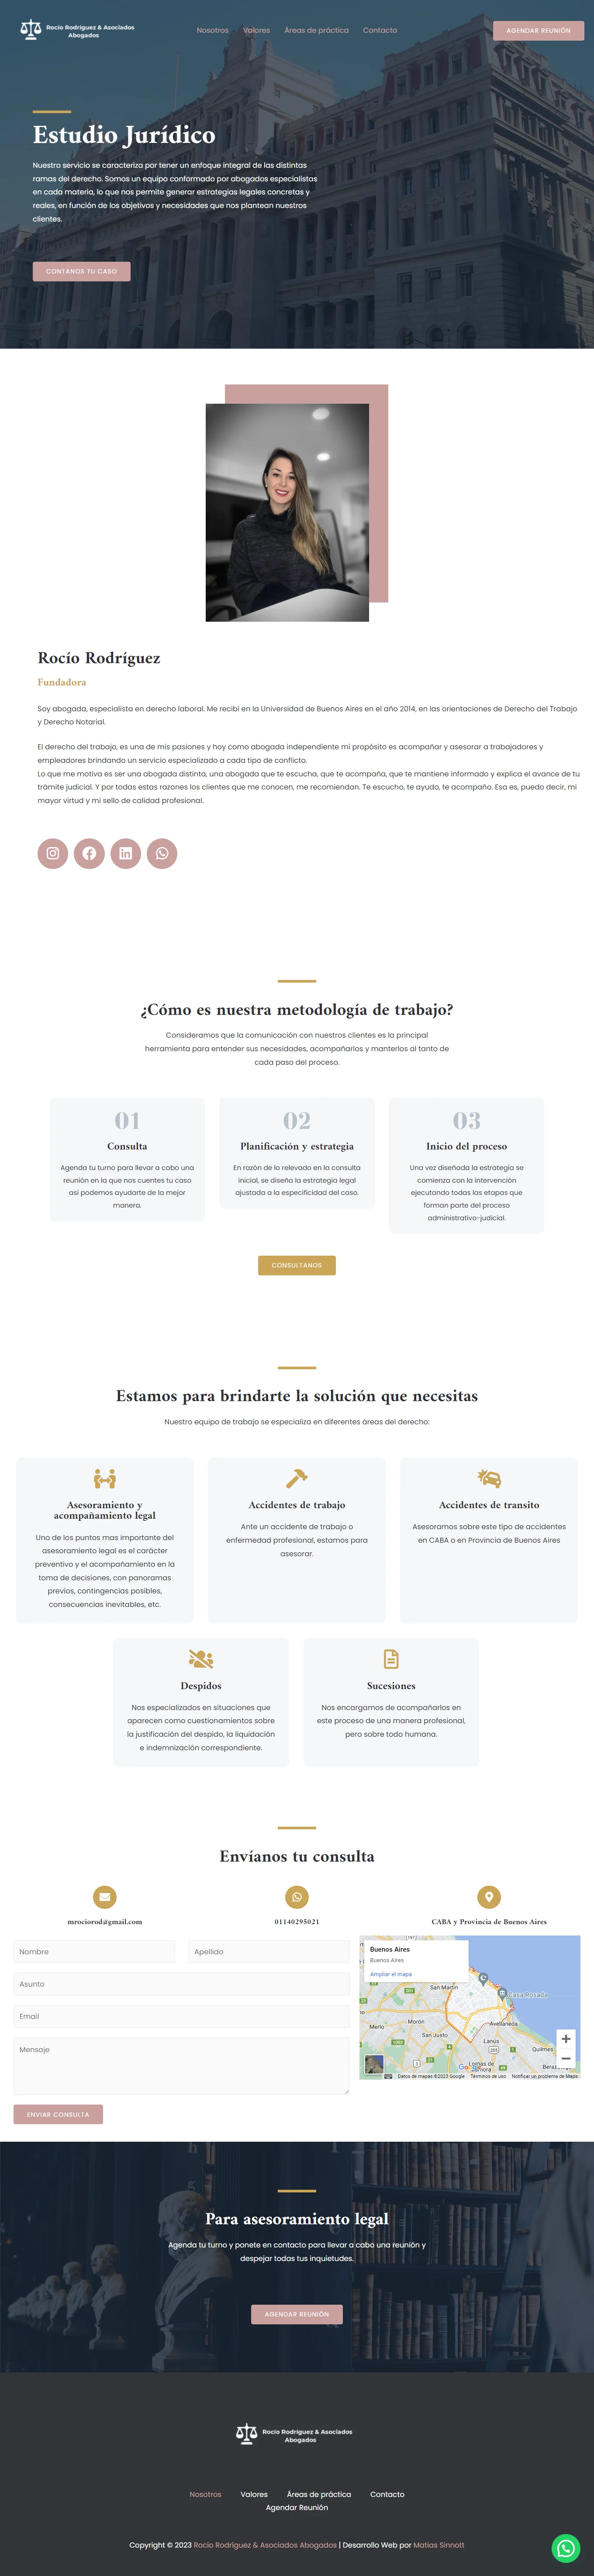 Rocío Rodríguez & Asociados
Abogados
Nosotros
Valores
Áreas de práctica
Contacto
AGENDAR REUNIÓN
Estudio Jurídico
Nuestro servicio se caracteriza por tener un enfoque integral de las distintas
ramas del derecho. Somos un equipo conformado por abogados especialistas
en cada materia, lo que nos permite generar estrategias legales concretas y
reales, en función de los objetivos y necesidades que nos plantean nuestros
clientes.
CONTANOS TU CASO
Rocío Rodríguez
Fundadora
Soy abogada, especialista en derecho laboral. Me recibí en la Universidad de Buenos Aires en el año 2014, en las orientaciones de Derecho del Trabajo
y Derecho Notarial.
El derecho del trabajo, es una de mis pasiones y hoy como abogada independiente mi propósito es acompañar y asesorar a trabajadores y
empleadores brindando un servicio especializado a cada tipo de conflicto.
Lo que me motiva es ser una abogada distinta, una abogada que te escucha, que te acompaña, que te mantiene informado y explica el avance de tu
trámite judicial. Y por todas estas razones los clientes que me conocen, me recomiendan. Te escucho, te ayudo, te acompaño. Esa es, puedo decir, mi
mayor virtud y mi sello de calidad profesional.
¿Cómo es nuestra metodología de trabajo?
Consideramos que la comunicación con nuestros clientes es la principal
herramienta para entender sus necesidades, acompañarlos y manterlos al tanto de
cada paso del proceso.
01
Consulta
Agenda tu turno para llevar a cabo una
reunión en la que nos cuentes tu caso
así podemos ayudarte de la mejor
manera.
02
Planificación y estrategia
En razón de lo relevado en la consulta
inicial, se diseña la estrategia legal
ajustada a la especificidad del caso.
03
Inicio del proceso
Una vez diseñada la estrategia se
comienza con la intervención
ejecutando todas las etapas que
forman parte del proceso
administrativo-judicial.
CONSULTANOS
Estamos para brindarte la solución que necesitas
Nuestro equipo de trabajo se especializa en diferentes áreas del derecho:
Asesoramiento y
acompañamiento legal
Uno de los puntos mas importante del
asesoramiento legal es el carácter
preventivo y el acompañamiento en la
toma de decisiones, con panoramas
previos, contingencias posibles,
consecuencias inevitables, etc.
Accidentes de trabajo
Ante un accidente de trabajo o
enfermedad profesional, estamos para
asesorar.
Accidentes de transito
Asesoramos sobre este tipo de accidentes
en CABA o en Provincia de Buenos Aires
Despidos
Nos especializados en situaciones que
aparecen como cuestionamientos sobre
la justificación del despido, la liquidación
e indemnización correspondiente.
Sucesiones
Nos encargamos de acompañarlos en
este proceso de una manera profesional,
pero sobre todo humana.
Envíanos tu consulta
mrociorod@gmail.com
01140295021
CABA y Provincia de Buenos Aires
Nombre
Apellido
Asunto
Email
Mensaje
ENVIAR CONSULTA
Buenos Aires
Buenos Aires
Ampliar el mapa
Casa Rosada
San Martín
Morón
Merlo
San Justo
Avellaneda
Lanús
205
Lomas de
Zamora
Google
Datos de mapas ©2023 Google
Términos de uso
Notificar un problema de Maps
Para asesoramiento legal
Agenda tu turno y ponete en contacto para llevar a cabo una reunión y
despejar todas tus inquietudes.
AGENDAR REUNIÓN
Rocío Rodríguez & Asociados
Abogados
Nosotros
Valores
Áreas de práctica
Contacto
Agendar Reunión
Copyright © 2023 Rocío Rodríguez & Asociados Abogados | Desarrollo Web por Matias Sinnott